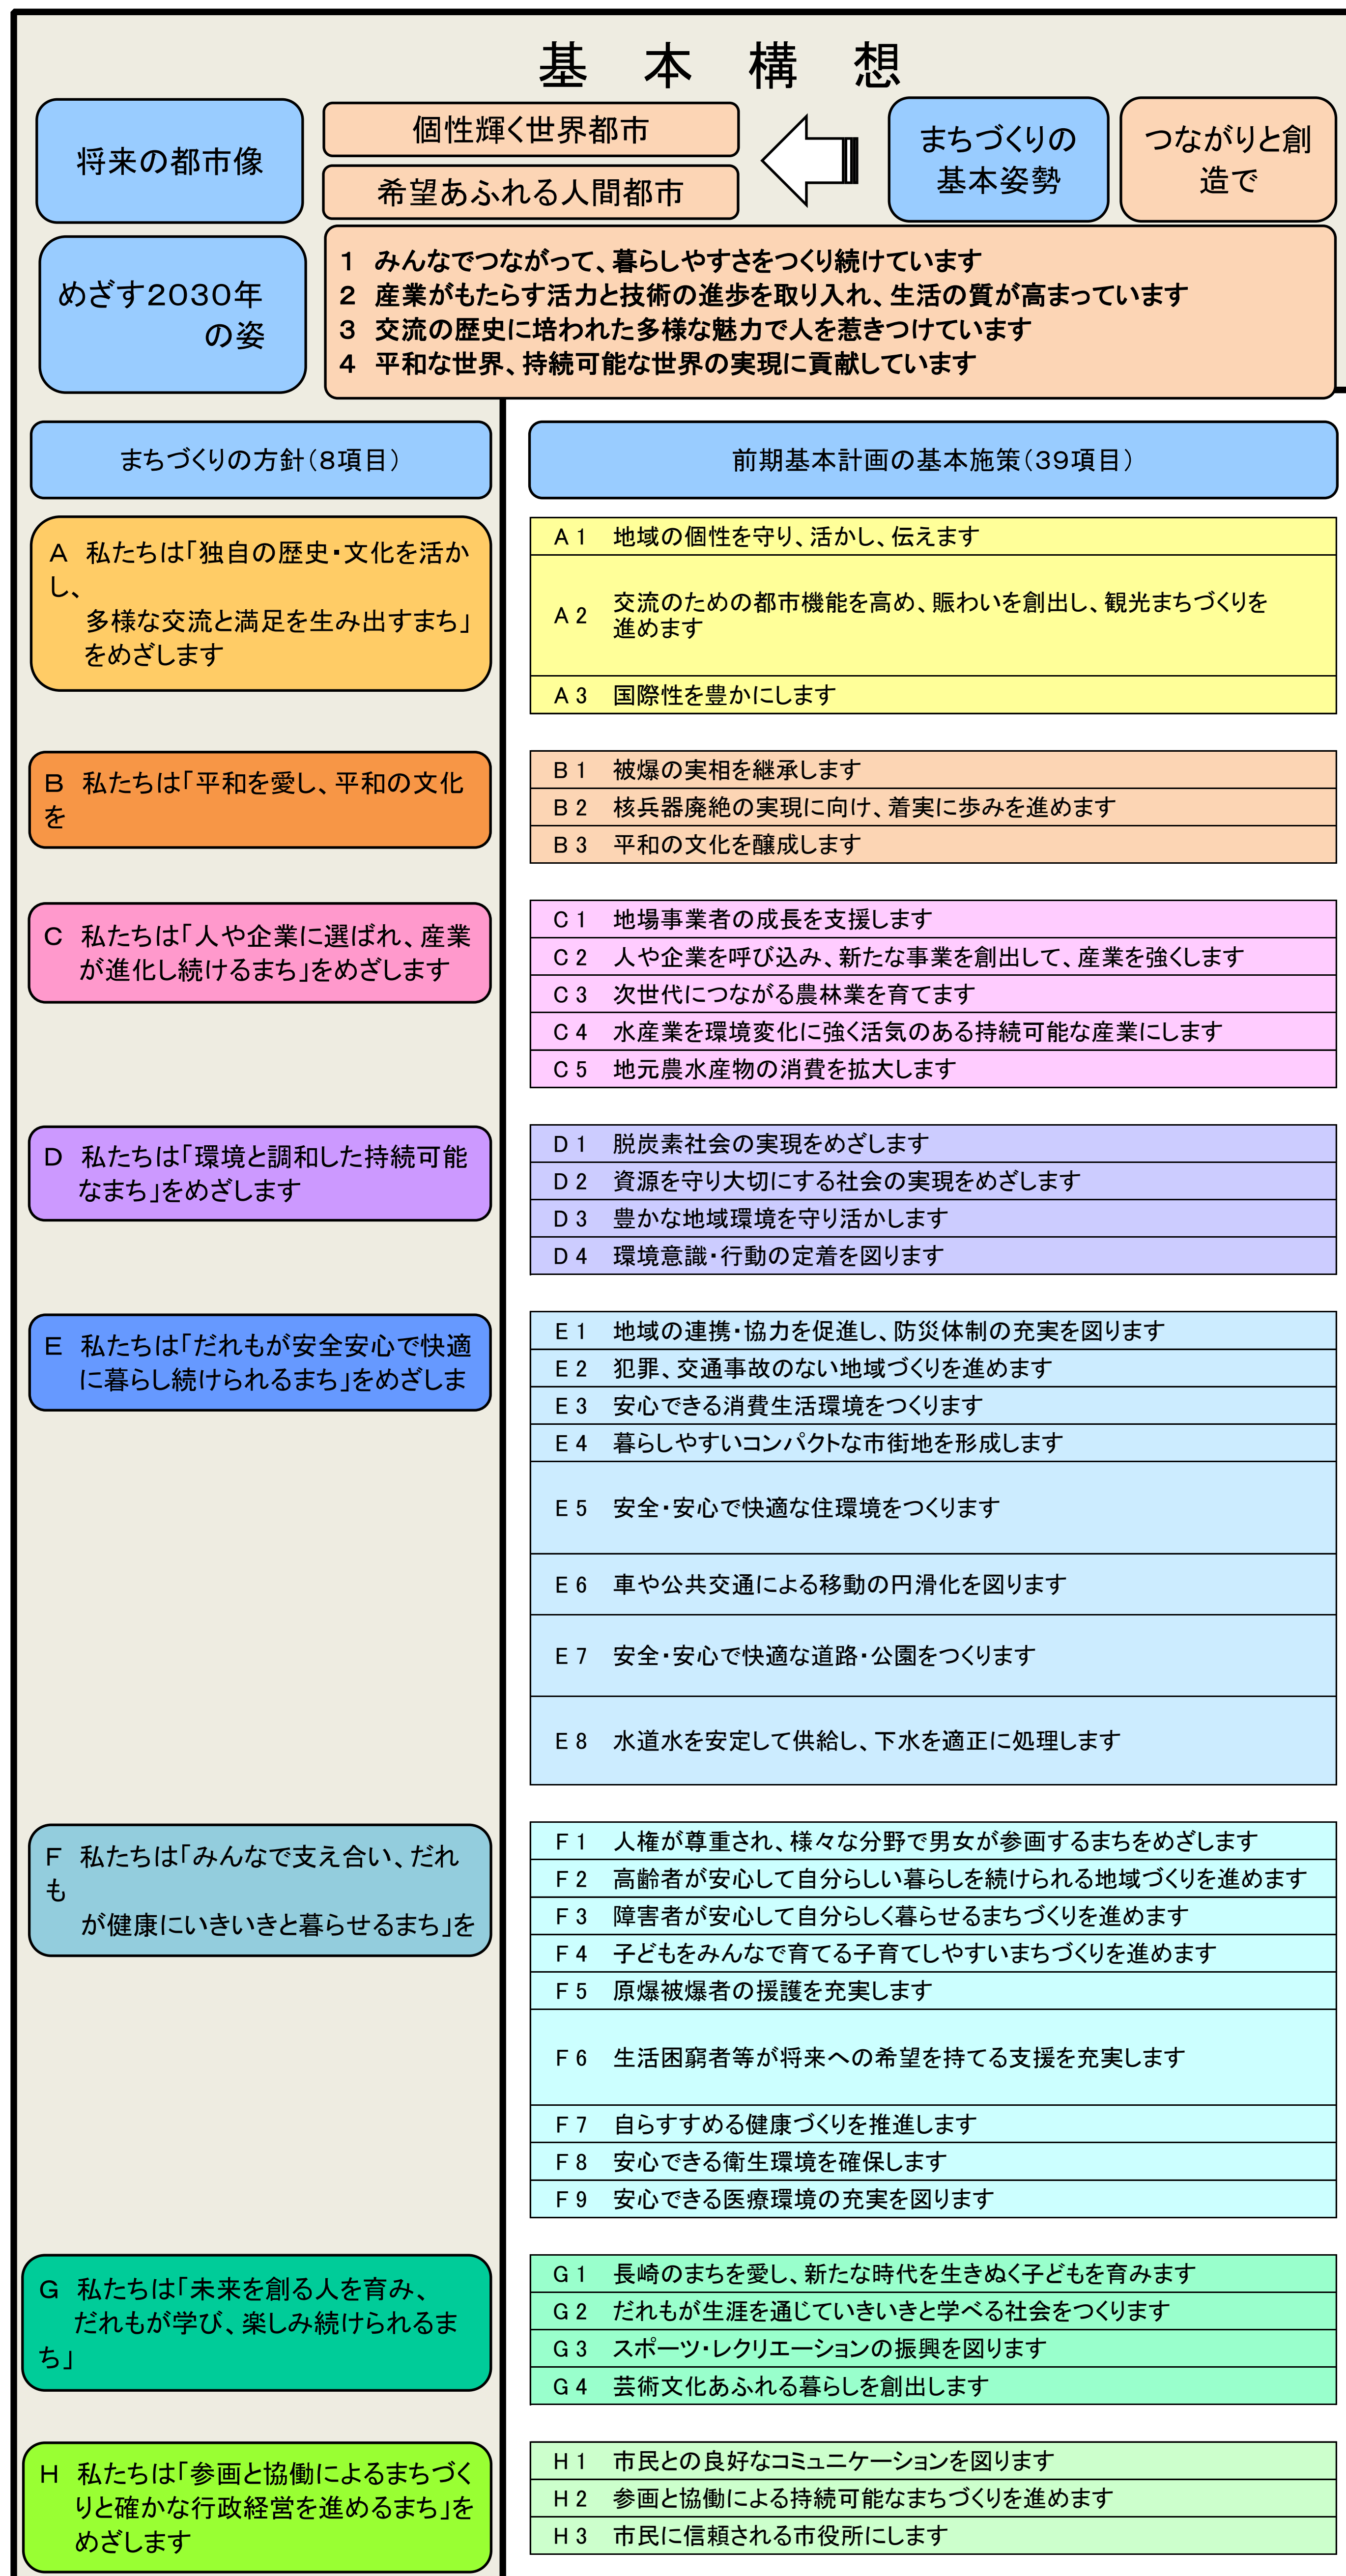 基本構想
将来の都市像
個性輝く世界都市
希望あふれる人間都市
まちづくりの
基本姿勢
つながりと創
造で
めざす2030年
の姿
1 みんなでつながって、暮らしやすさをつくり続けています
2 産業がもたらす活力と技術の進歩を取り入れ、生活の質が高まっています
3 交流の歴史に培われた多様な魅力で人を惹きつけています
4 平和な世界、持続可能な世界の実現に貢献しています
まちづくりの方針(8項目)
前期基本計画の基本施策(39項目)
A 私たちは「独自の歴史・文化を活か
し、
多様な交流と満足を生み出すまち」
をめざします
A1 地域の個性を守り、活かし、伝えます
A2 交流のための都市機能を高め、賑わいを創出し、観光まちづくりを
進めます
A3 国際性を豊かにします
B 私たちは「平和を愛し、平和の文化
を
B1 被爆の実相を継承します
B2 核兵器廃絶の実現に向け、着実に歩みを進めます
B3 平和の文化を醸成します
C 私たちは「人や企業に選ばれ、産業
が進化し続けるまち」をめざします
C1 地場事業者の成長を支援します
C2 人や企業を呼び込み、新たな事業を創出して、産業を強くします
C3 次世代につながる農林業を育てます
C4 水産業を環境変化に強く活気のある持続可能な産業にします
C5 地元農水産物の消費を拡大します
D 私たちは「環境と調和した持続可能
なまち」をめざします
D1 脱炭素社会の実現をめざします
D2 資源を守り大切にする社会の実現をめざします
D3 豊かな地域環境を守り活かします
D4 環境意識・行動の定着を図ります
E 私たちは「だれもが安全安心で快適
に暮らし続けられるまち」をめざしま
E1 地域の連携・協力を促進し、防災体制の充実を図ります
E2 犯罪、交通事故のない地域づくりを進めます
E3 安心できる消費生活環境をつくります
E4 暮らしやすいコンパクトな市街地を形成します
E5 安全・安心で快適な住環境をつくります
E6 車や公共交通による移動の円滑化を図ります
E7 安全・安心で快適な道路・公園をつくります
E8 水道水を安定して供給し、下水を適正に処理します
F 私たちは「みんなで支え合い、だれ
も
が健康にいきいきと暮らせるまち」を
F1 人権が尊重され、様々な分野で男女が参画するまちをめざします
F2 高齢者が安心して自分らしい暮らしを続けられる地域づくりを進めます
F3 障害者が安心して自分らしく暮らせるまちづくりを進めます
F4 子どもをみんなで育てる子育てしやすいまちづくりを進めます
F5 原爆被爆者の援護を充実します
F6 生活困窮者等が将来への希望を持てる支援を充実します
F7 自らすすめる健康づくりを推進します
F8 安心できる衛生環境を確保します
F9 安心できる医療環境の充実を図ります
G 私たちは「未来を創る人を育み、
だれもが学び、楽しみ続けられるま
ち」
G1 長崎のまちを愛し、新たな時代を生きぬく子どもを育みます
G2 だれもが生涯を通じていきいきと学べる社会をつくります
G3 スポーツ・レクリエーションの振興を図ります
G4 芸術文化あふれる暮らしを創出します
H 私たちは「参画と協働によるまちづく
りと確かな行政経営を進めるまち」を
めざします
H1 市民との良好なコミュニケーションを図ります
H2 参画と協働による持続可能なまちづくりを進めます
H3 市民に信頼される市役所にします